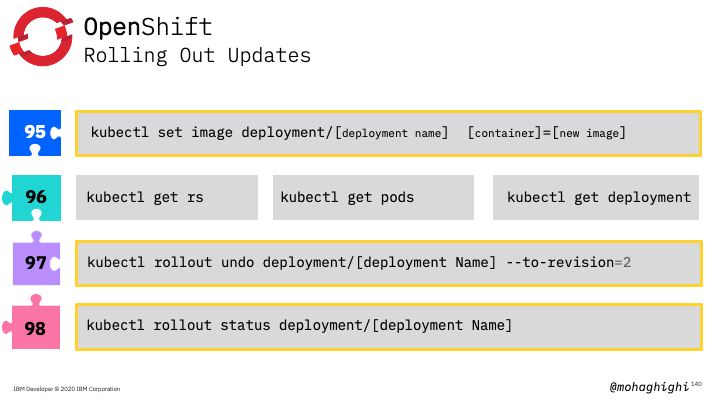 OpenShift
Rolling Out Updates
95
kubectl set image deployment/[deployment name] [container]=[new image]
96
kubectl get rs
kubectl get pods
kubectl get deployment
97
kubectl rollout undo deployment/[deployment Name] --to-revision=2
98
kubectl rollout status deployment/[deployment Name]
IBM Developer © 2020 IBM Corporation
@mohaghighi
140